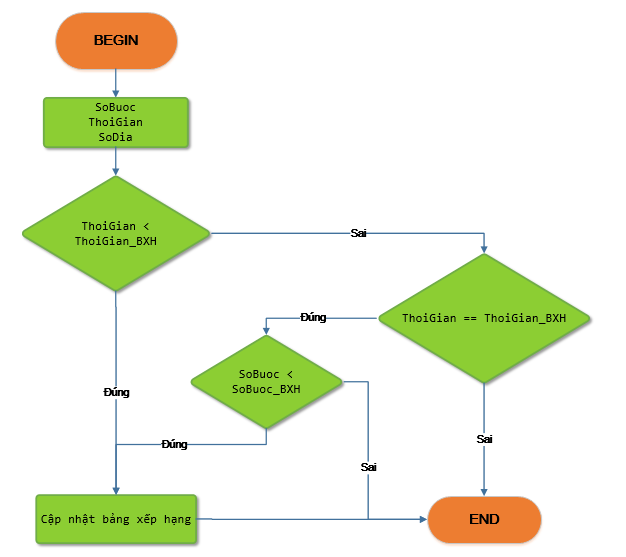 BEGIN
SoBuoc
ThoiGian
SoDia
ThoiGian <
ThoiGian_BXH
Sai
ThoiGian == ThoiGian_BXH
Đúng
SoBuoc <
SoBuoc_BXH
Đúng
Đúng
Sai
Sai
Cập nhật bảng xếp hạng
END